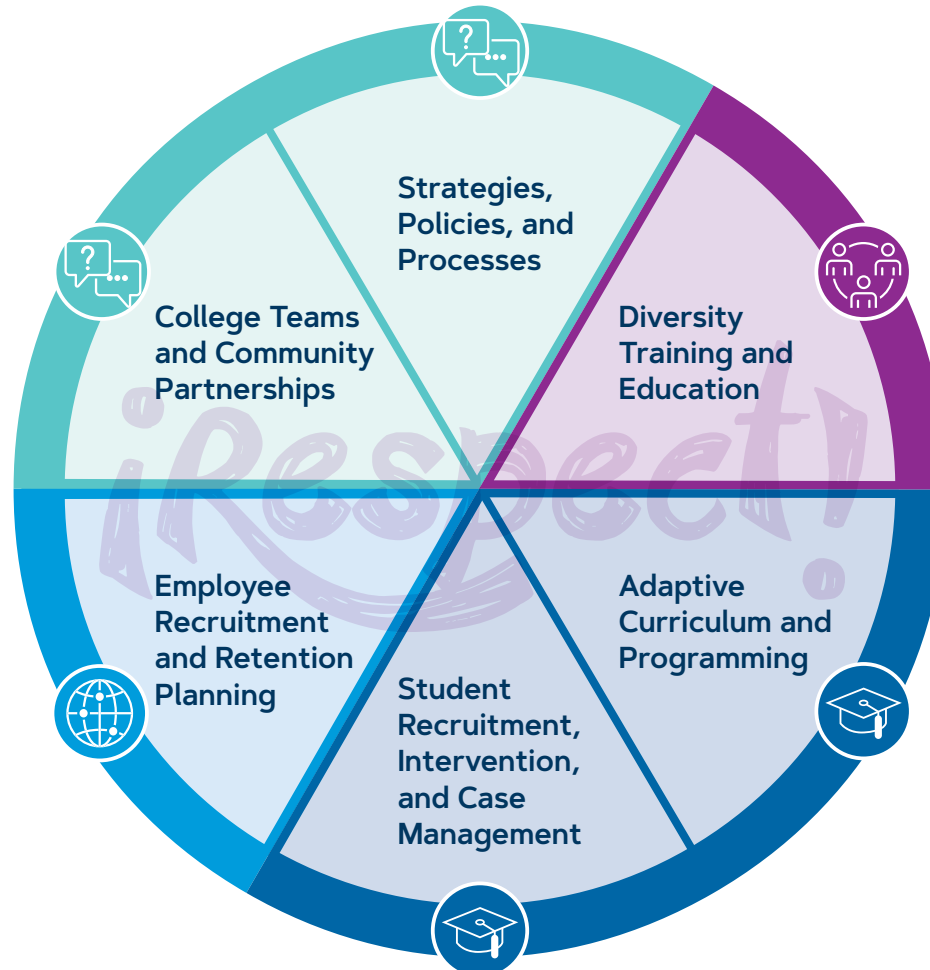 Strategies,
Policies, and
Processes
Diversity
Training and
Education
Adaptive
Curriculum and
Programming
Student
Recruitment,
Intervention,
and Case
Management
Employee
Recruitment
and Retention
Planning
College Teams
and Community
Partnerships
¡Respect!
?
?